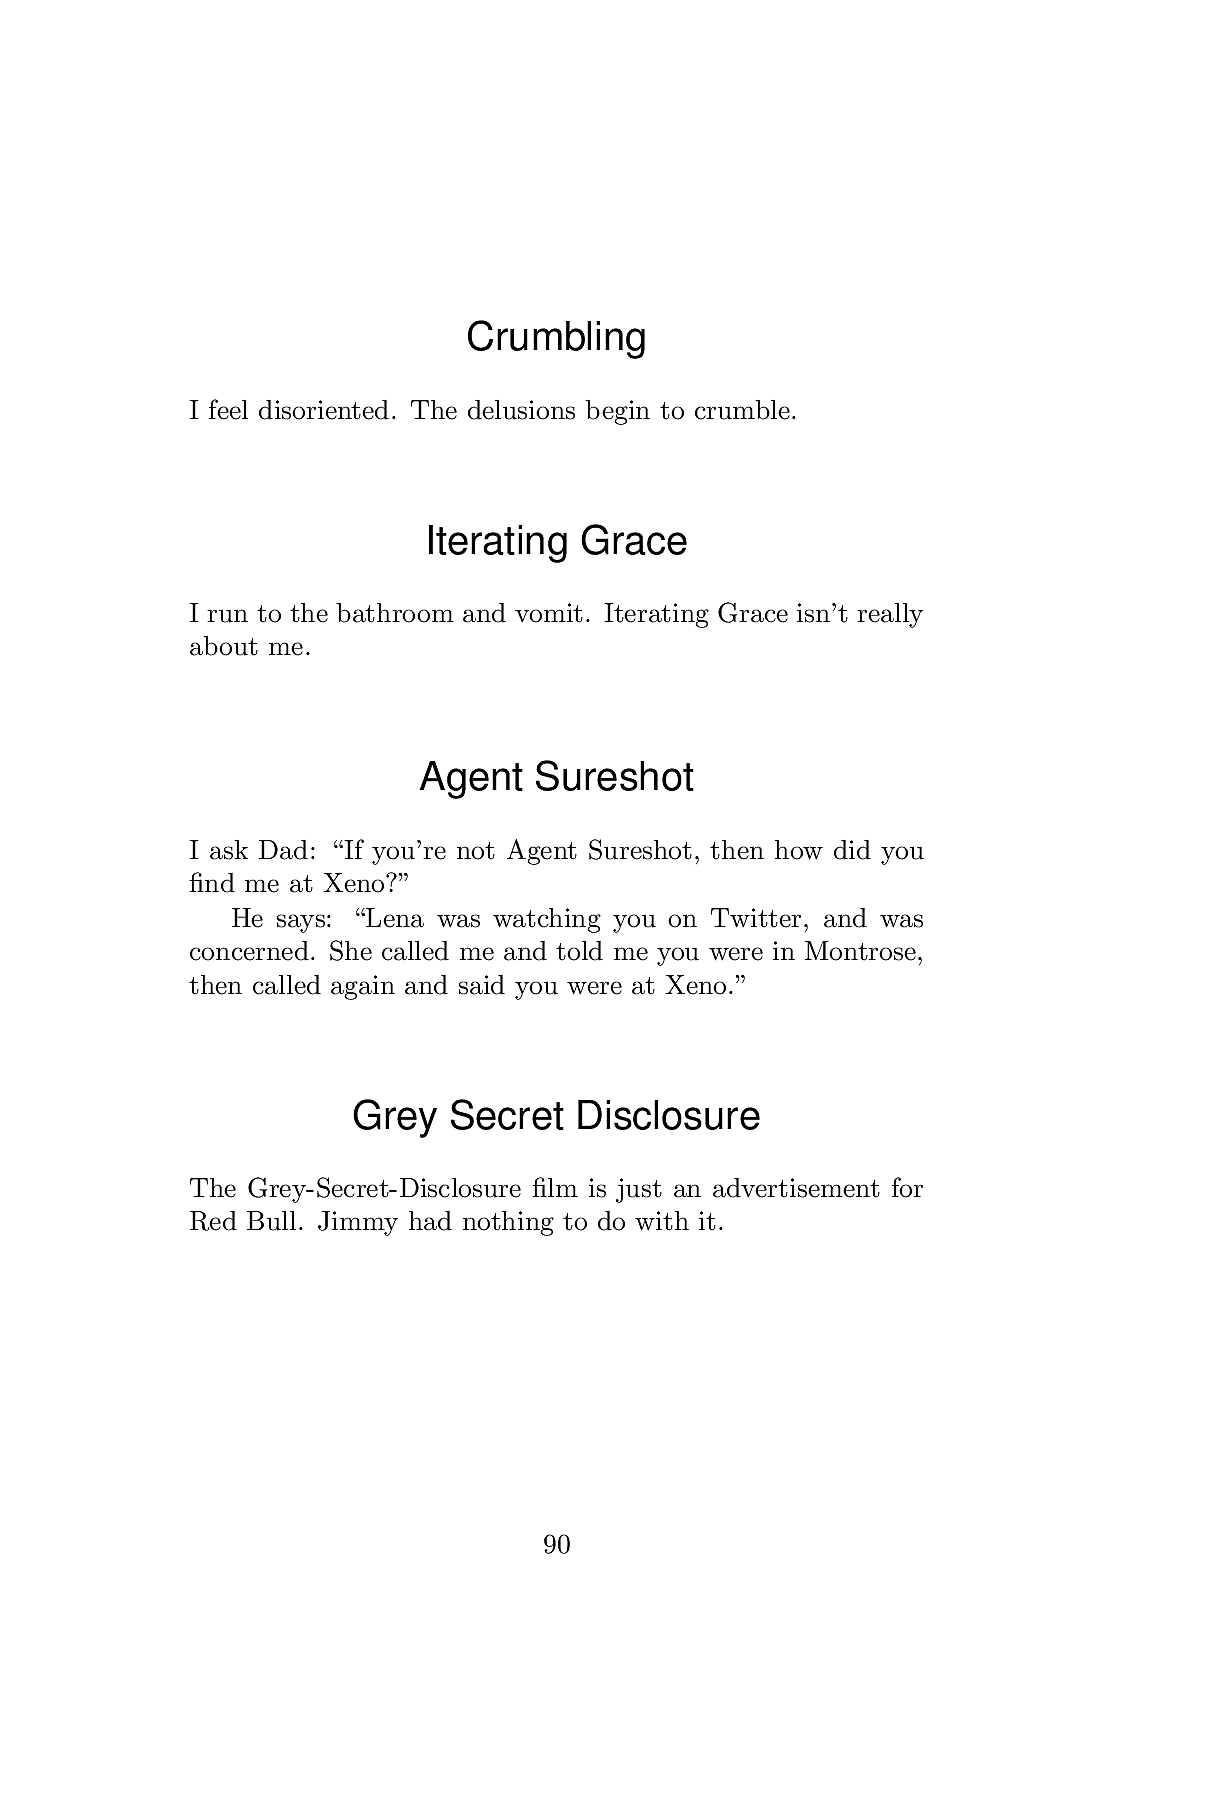 Crumbling
I feel disoriented. The delusions begin to crumble.
Iterating Grace
I run to the bathroom and vomit. Iterating Grace isn't really
about me.
Agent Sureshot
I ask Dad: “If you're not Agent Sureshot, then how did you
find me at Xeno?”
He says: “Lena was watching you on Twitter, and was
concerned. She called me and told me you were in Montrose,
then called again and said you were at Xeno.”
Grey Secret Disclosure
The Grey-Secret-Disclosure film is just an advertisement for
Red Bull. Jimmy had nothing to do with it.
90